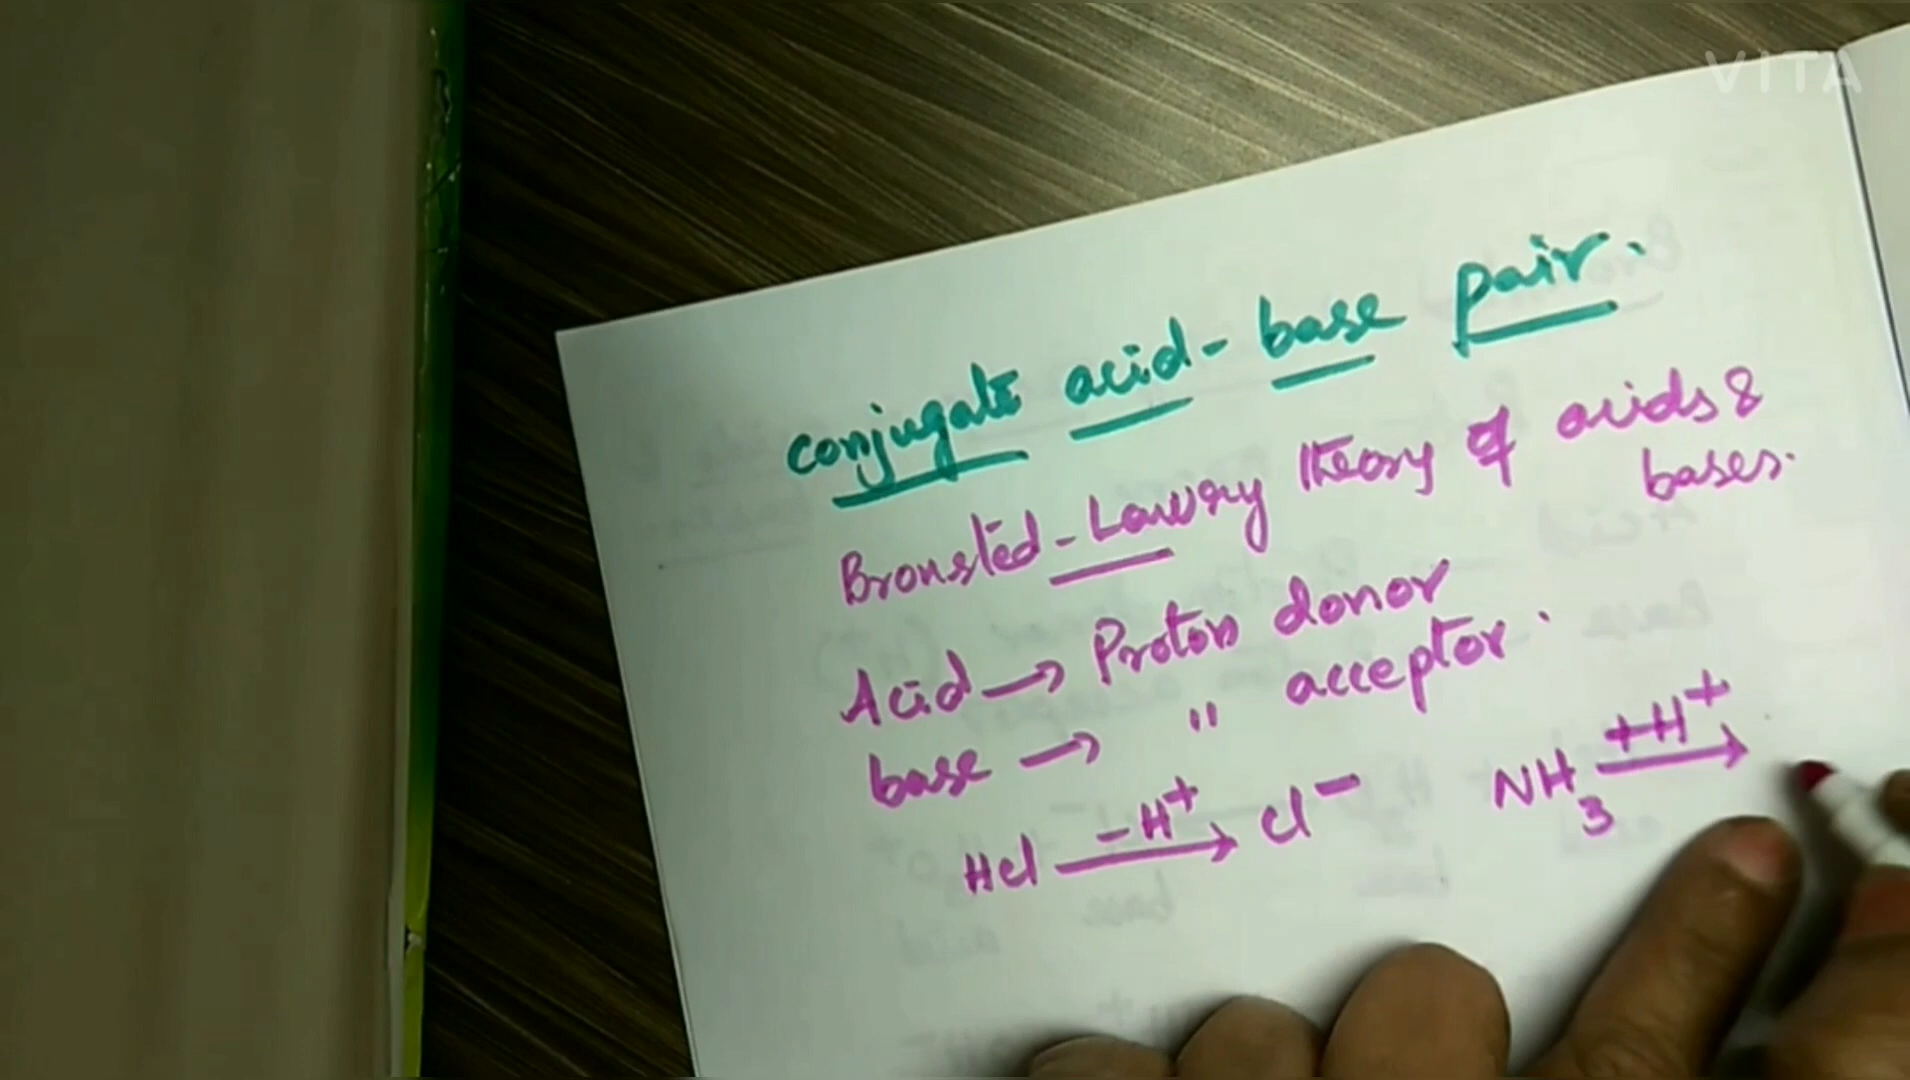 VITA
conjugate acid-base pair.
Bronsted-Lowry theory of acids &
bases.
Acid → Proton donor
base → " acceptor.
HCl -H⁺→ Cl⁻ NH₃ +H⁺→